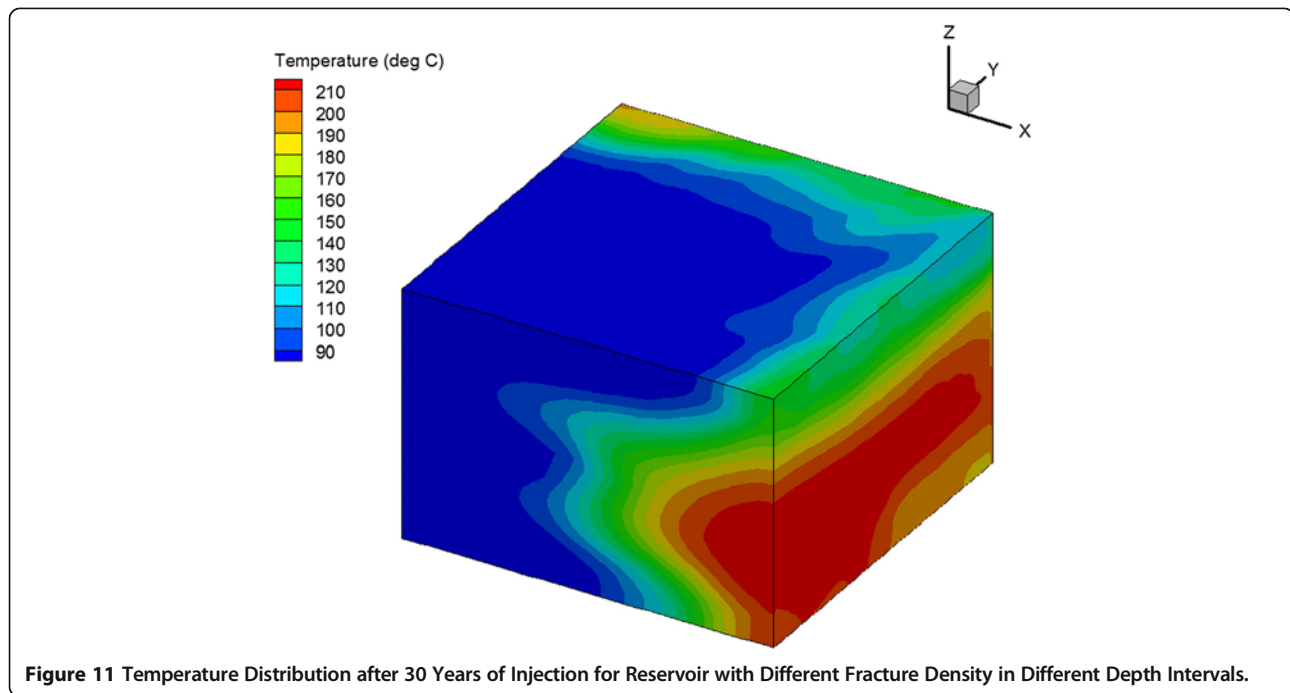 Temperature (deg C)
210
200
190
180
170
160
150
140
130
120
110
100
90
Z
Y
X
Figure 11 Temperature Distribution after 30 Years of Injection for Reservoir with Different Fracture Density in Different Depth Intervals.